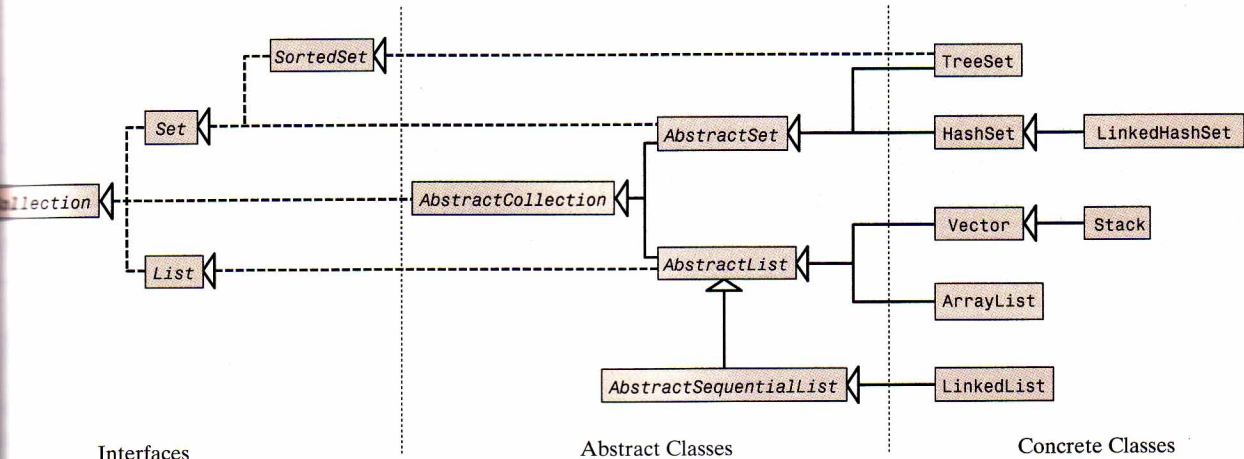 SortedSet
TreeSet
Set
AbstractSet
HashSet
LinkedHashSet
AbstractCollection
Vector
Stack
List
AbstractList
ArrayList
AbstractSequentialList
LinkedList
Interfaces
Abstract Classes
Concrete Classes